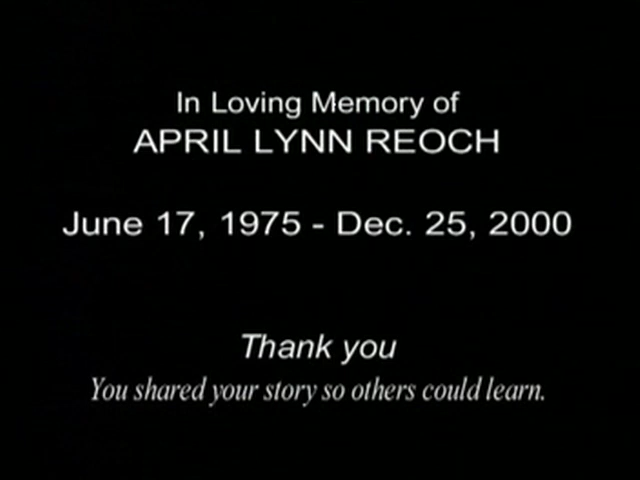 In Loving Memory of
APRIL LYNN REOCH
June 17, 1975 - Dec. 25, 2000
Thank you
You shared your story so others could learn.